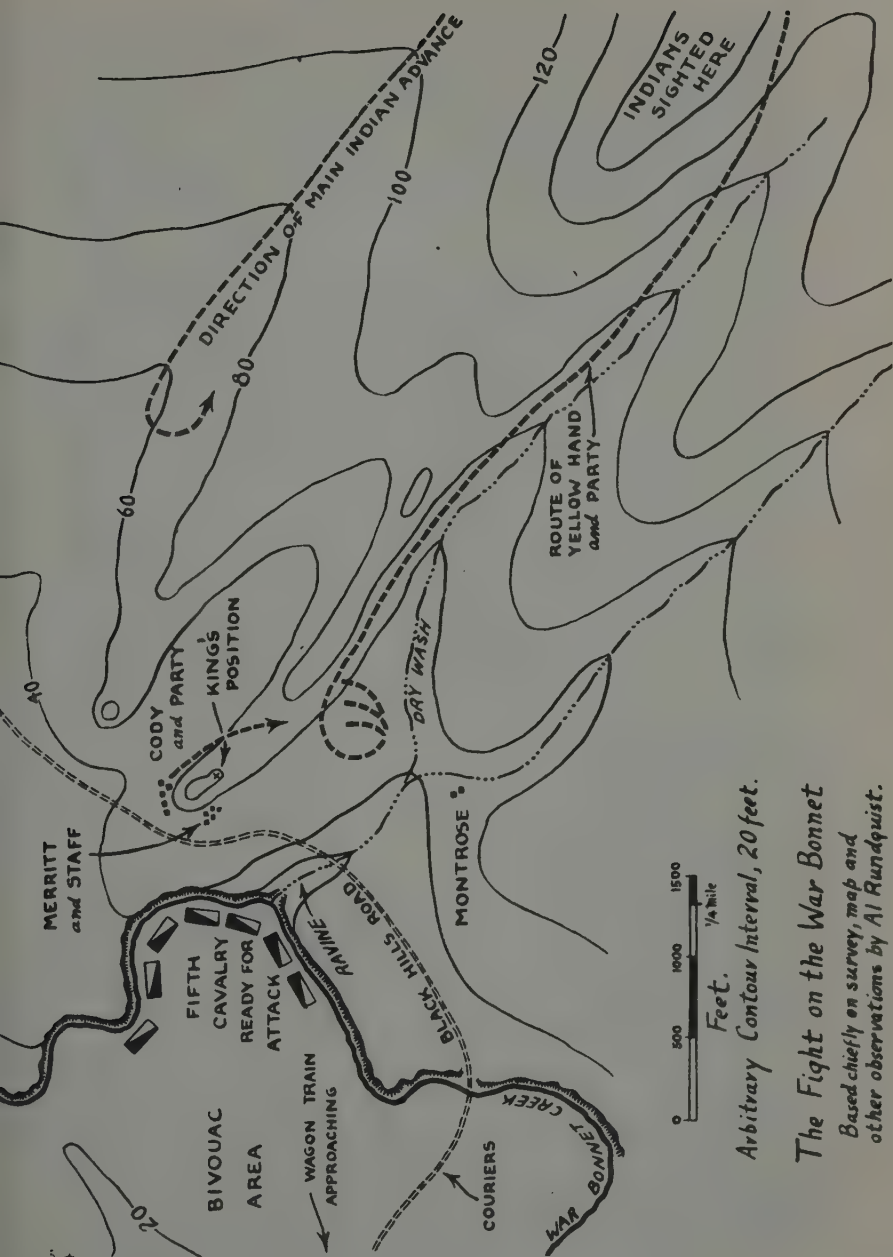 DIRECTION OF MAIN INDIAN ADVANCE
INDIANS
SIGHTED
HERE
120
100
80
60
40
20
ROUTE OF
YELLOW HAND
and PARTY
CODY
and PARTY
KING'S
POSITION
MERRITT
and STAFF
DRY WASH
MONTROSE
FIFTH
CAVALRY
READY FOR
ATTACK
RAVINE
BLACK HILLS ROAD
BIVOUAC
AREA
WAGON TRAIN
APPROACHING
COURIERS
WAR BONNET CREEK
0 500 1000 1500
Feet. 1/4 mile
Arbitrary Contour Interval, 20 feet.
The Fight on the War Bonnet
Based chiefly on survey, map and
other observations by Al Rundquist.